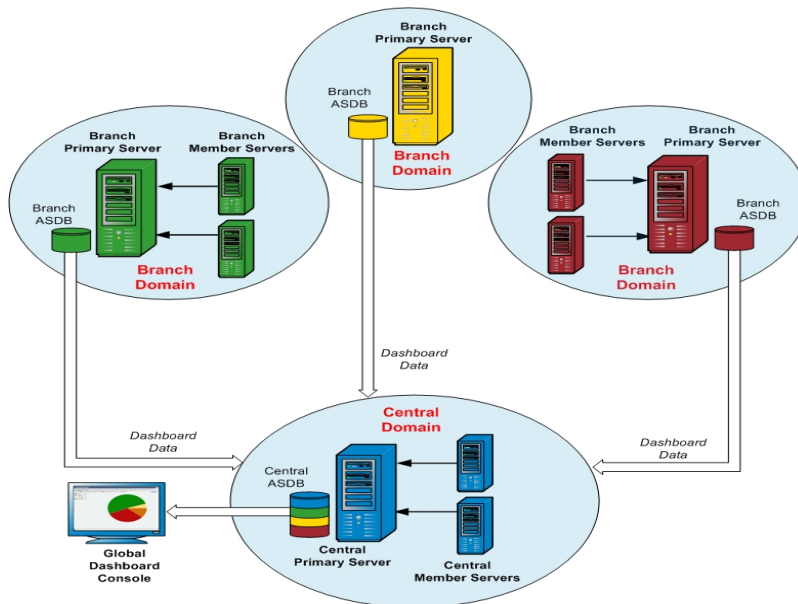 Branch
Primary Server
Branch
ASDB
Branch
Domain
Branch
Primary Server
Branch
Member Servers
Branch
ASDB
Branch
Domain
Branch
Member Servers
Branch
Primary Server
Branch
ASDB
Branch
Domain
Dashboard
Data
Dashboard
Data
Dashboard
Data
Central
Domain
Central
ASDB
Central
Primary Server
Central
Member Servers
Global
Dashboard
Console